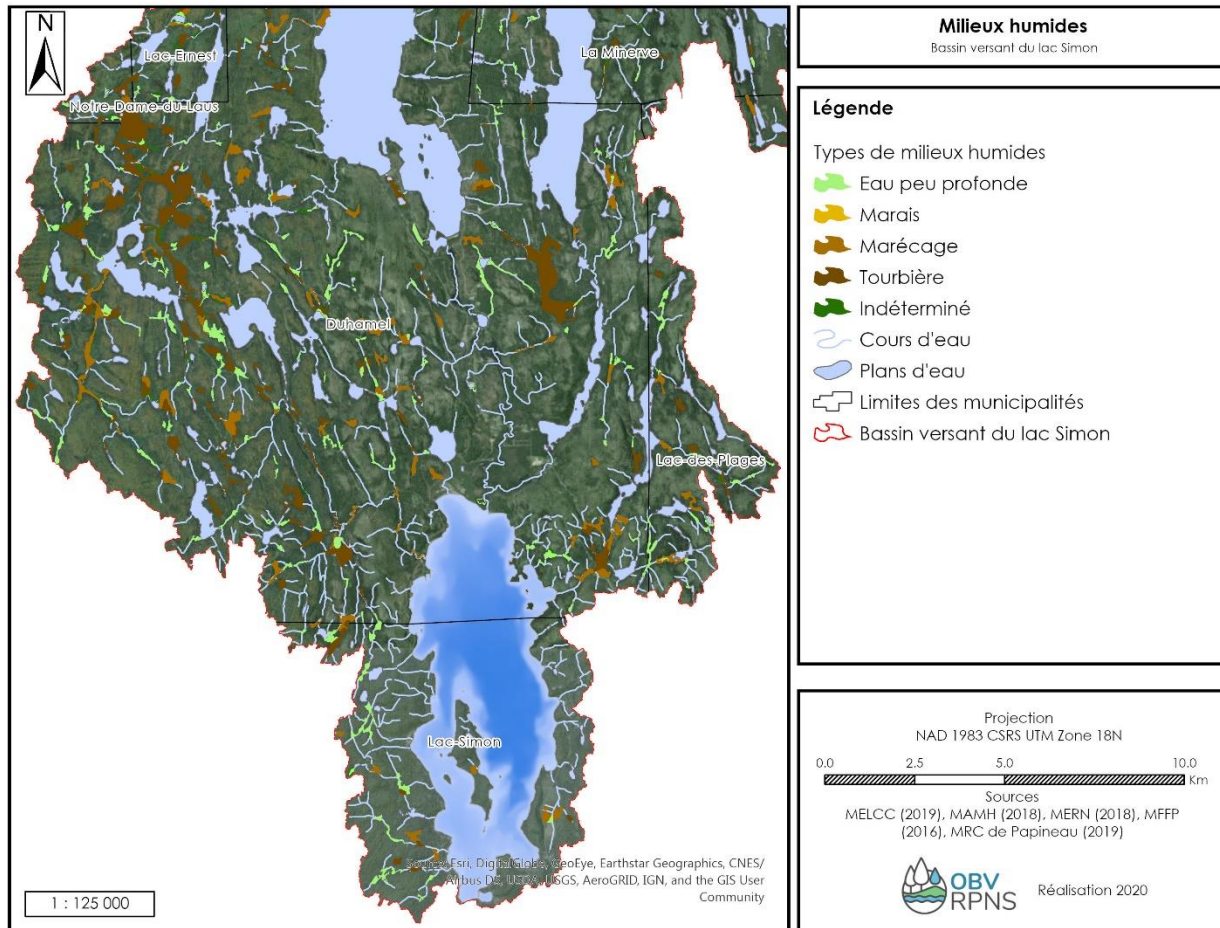 N
Lac-Ernest
La Minerve
Notre-Dame-du-Laus
Duhamel
Lac-des-Plages
Lac-Simon
Source: Esri, DigitalGlobe, GeoEye, Earthstar Geographics, CNES/
Airbus DS, USDA, USGS, AeroGRID, IGN, and the GIS User
Community
1 : 125 000
Milieux humides
Bassin versant du lac Simon
Légende
Types de milieux humides
Eau peu profonde
Marais
Marécage
Tourbière
Indéterminé
Cours d'eau
Plans d'eau
Limites des municipalités
Bassin versant du lac Simon
Projection
NAD 1983 CSRS UTM Zone 18N
0.0 2.5 5.0 10.0
Km
Sources
MELCC (2019), MAMH (2018), MERN (2018), MFFP
(2016), MRC de Papineau (2019)
OBV
RPNS
Réalisation 2020